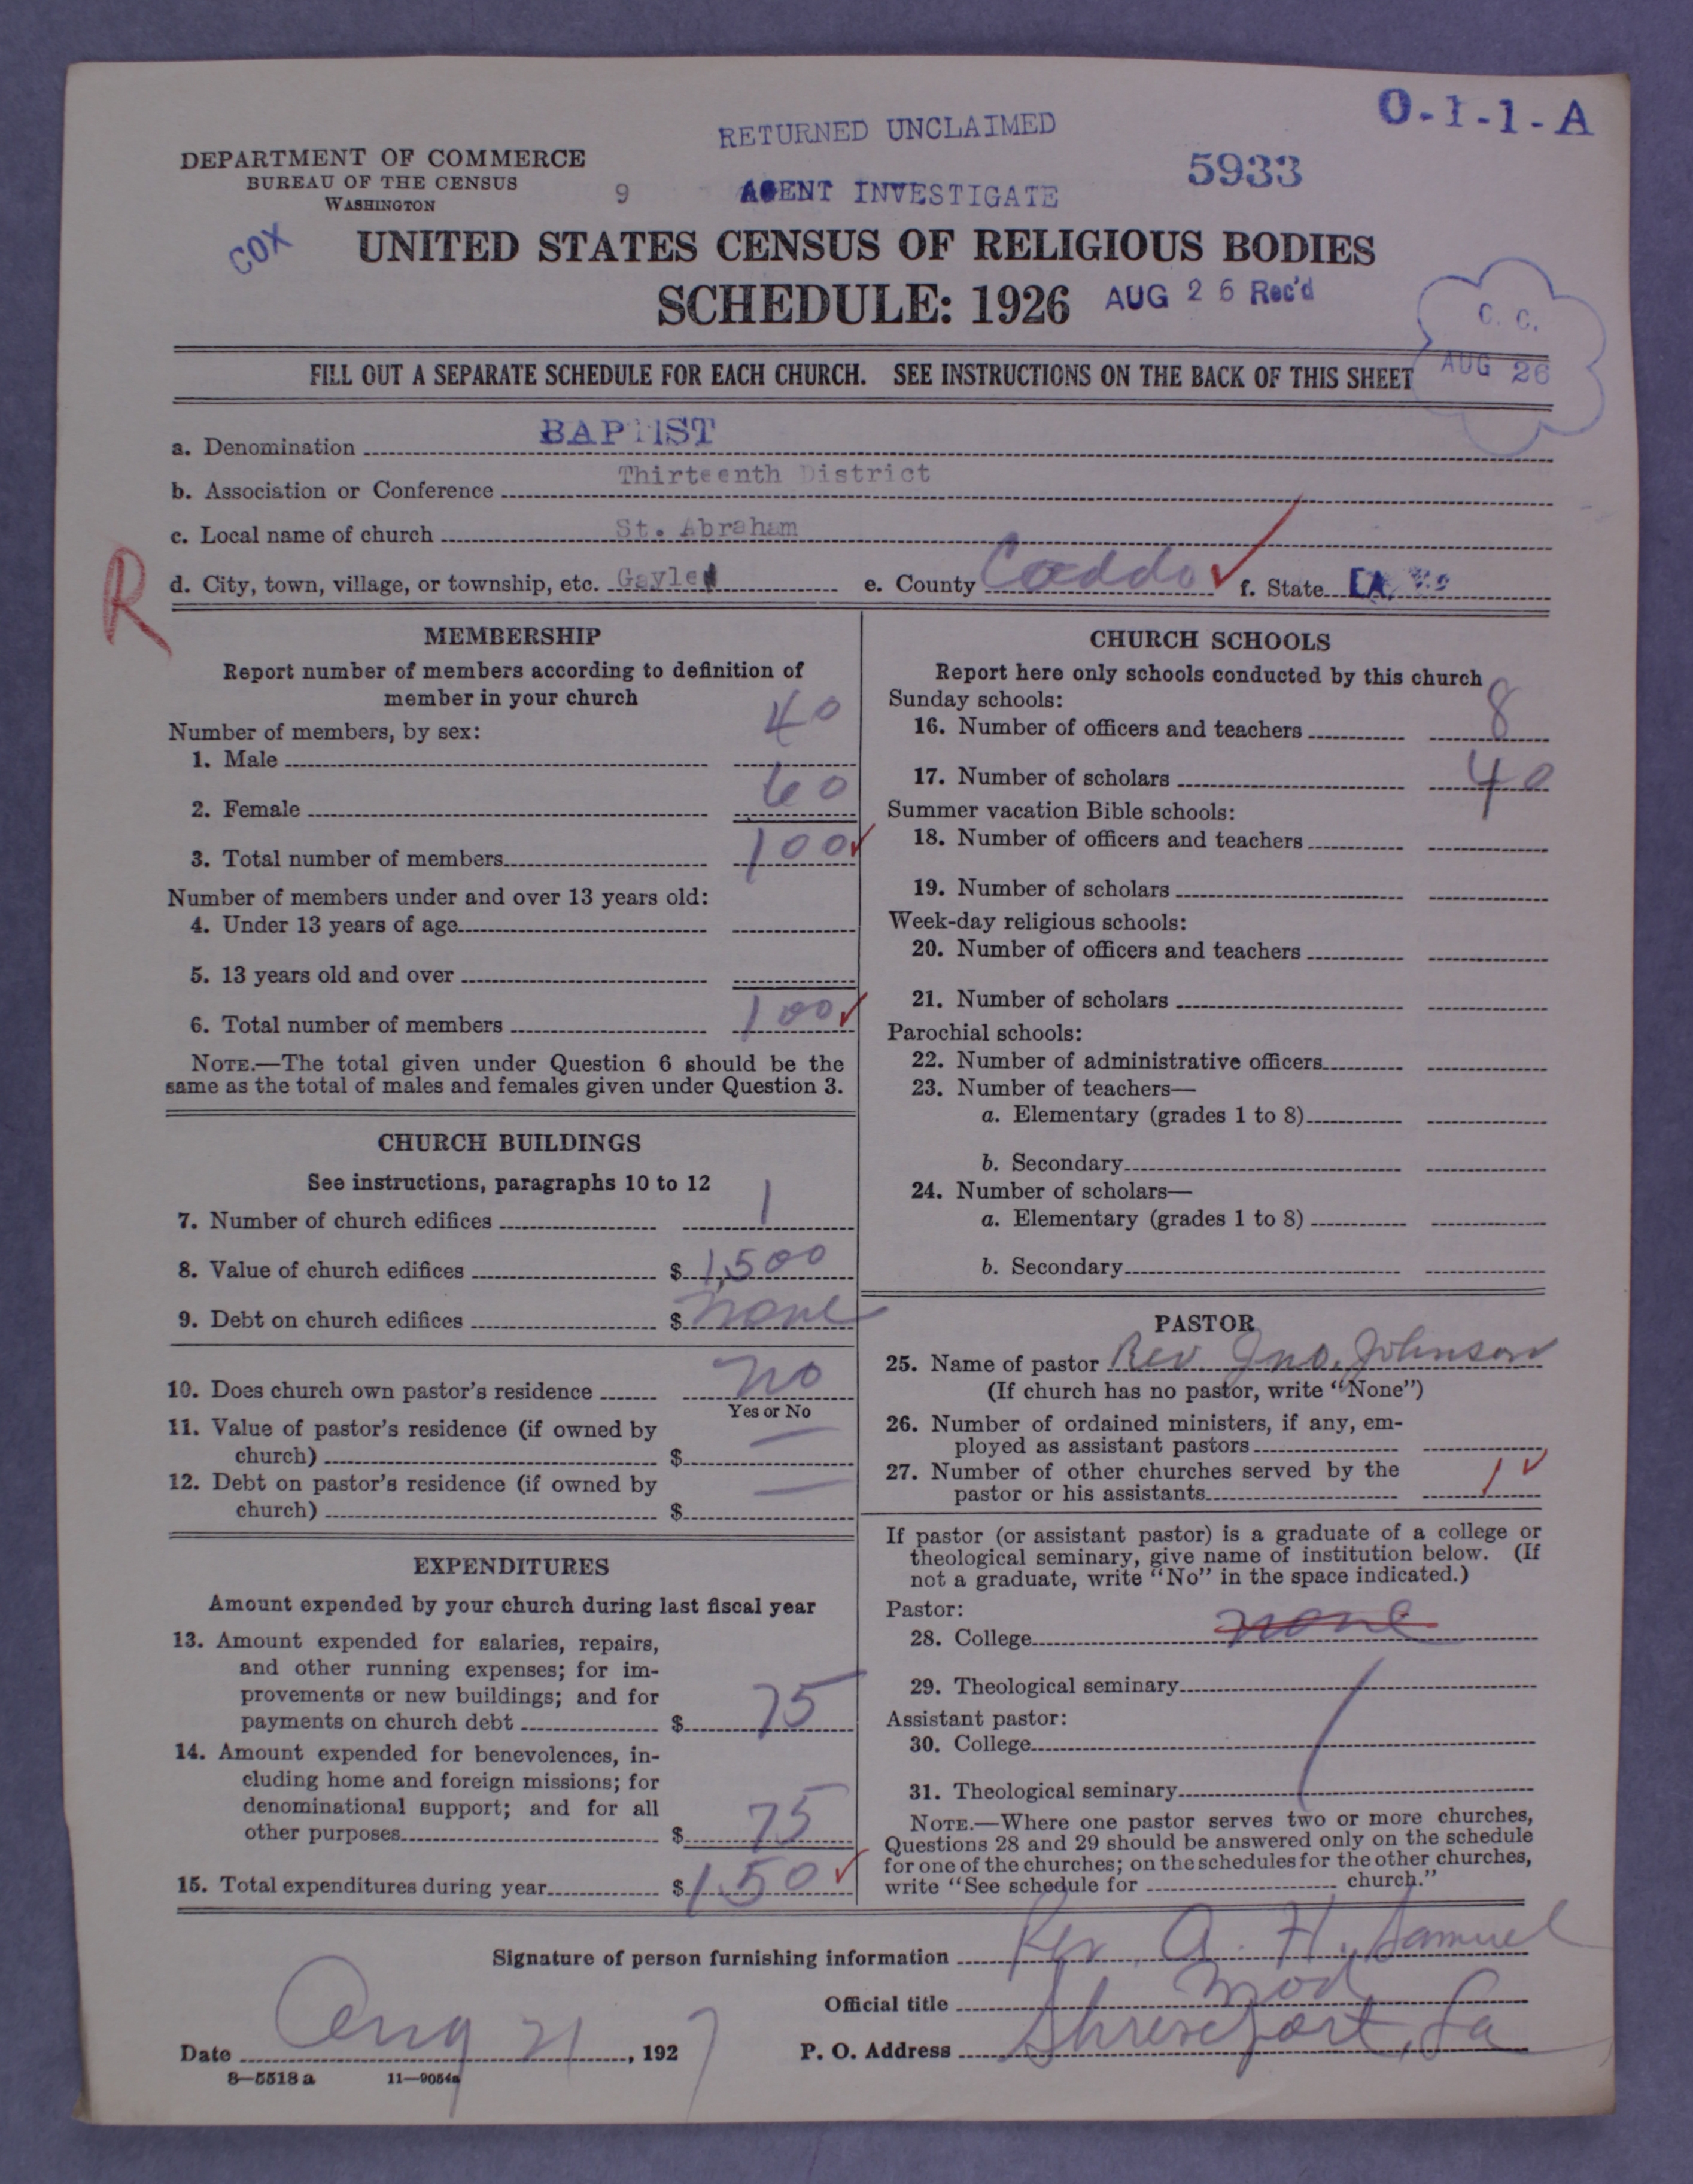 O-1-1-A
RETURNED UNCLAIMED
DEPARTMENT OF COMMERCE
BUREAU OF THE CENSUS
WASHINGTON
9 AGENT INVESTIGATE
5933
COX
UNITED STATES CENSUS OF RELIGIOUS BODIES
SCHEDULE: 1926 AUG 26 Rec'd
C. C.
AUG 26
FILL OUT A SEPARATE SCHEDULE FOR EACH CHURCH. SEE INSTRUCTIONS ON THE BACK OF THIS SHEET
a. Denomination BAPTIST
b. Association or Conference Thirteenth District
c. Local name of church St. Abraham
R
d. City, town, village, or township, etc. Gayle e. County Caddo f. State LA.
MEMBERSHIP
Report number of members according to definition of
member in your church
Number of members, by sex:
1. Male 40
2. Female 60
3. Total number of members 100
Number of members under and over 13 years old:
4. Under 13 years of age
5. 13 years old and over
6. Total number of members 100
NOTE.—The total given under Question 6 should be the
same as the total of males and females given under Question 3.
CHURCH BUILDINGS
See instructions, paragraphs 10 to 12
7. Number of church edifices 1
8. Value of church edifices $ 1,500
9. Debt on church edifices $ none
10. Does church own pastor's residence no
Yes or No
11. Value of pastor's residence (if owned by
church) $ —
12. Debt on pastor's residence (if owned by
church) $ —
EXPENDITURES
Amount expended by your church during last fiscal year
13. Amount expended for salaries, repairs,
and other running expenses; for im-
provements or new buildings; and for
payments on church debt $ 75
14. Amount expended for benevolences, in-
cluding home and foreign missions; for
denominational support; and for all
other purposes $ 75
15. Total expenditures during year $ 150
CHURCH SCHOOLS
Report here only schools conducted by this church
Sunday schools:
16. Number of officers and teachers 8
17. Number of scholars 40
Summer vacation Bible schools:
18. Number of officers and teachers
19. Number of scholars
Week-day religious schools:
20. Number of officers and teachers
21. Number of scholars
Parochial schools:
22. Number of administrative officers
23. Number of teachers—
a. Elementary (grades 1 to 8)
b. Secondary
24. Number of scholars—
a. Elementary (grades 1 to 8)
b. Secondary
PASTOR
25. Name of pastor Rev Jno. Johnson
(If church has no pastor, write "None")
26. Number of ordained ministers, if any, em-
ployed as assistant pastors
27. Number of other churches served by the
pastor or his assistants 1
If pastor (or assistant pastor) is a graduate of a college or
theological seminary, give name of institution below. (If
not a graduate, write "No" in the space indicated.)
Pastor:
28. College none
29. Theological seminary
Assistant pastor:
30. College
31. Theological seminary
NOTE.—Where one pastor serves two or more churches,
Questions 28 and 29 should be answered only on the schedule
for one of the churches; on the schedules for the other churches,
write "See schedule for church."
Signature of person furnishing information Rev. A. H. Samuel
Official title Mod
Date Aug 21, 1927 P. O. Address Shreveport, La
8—5518 a 11—9054a